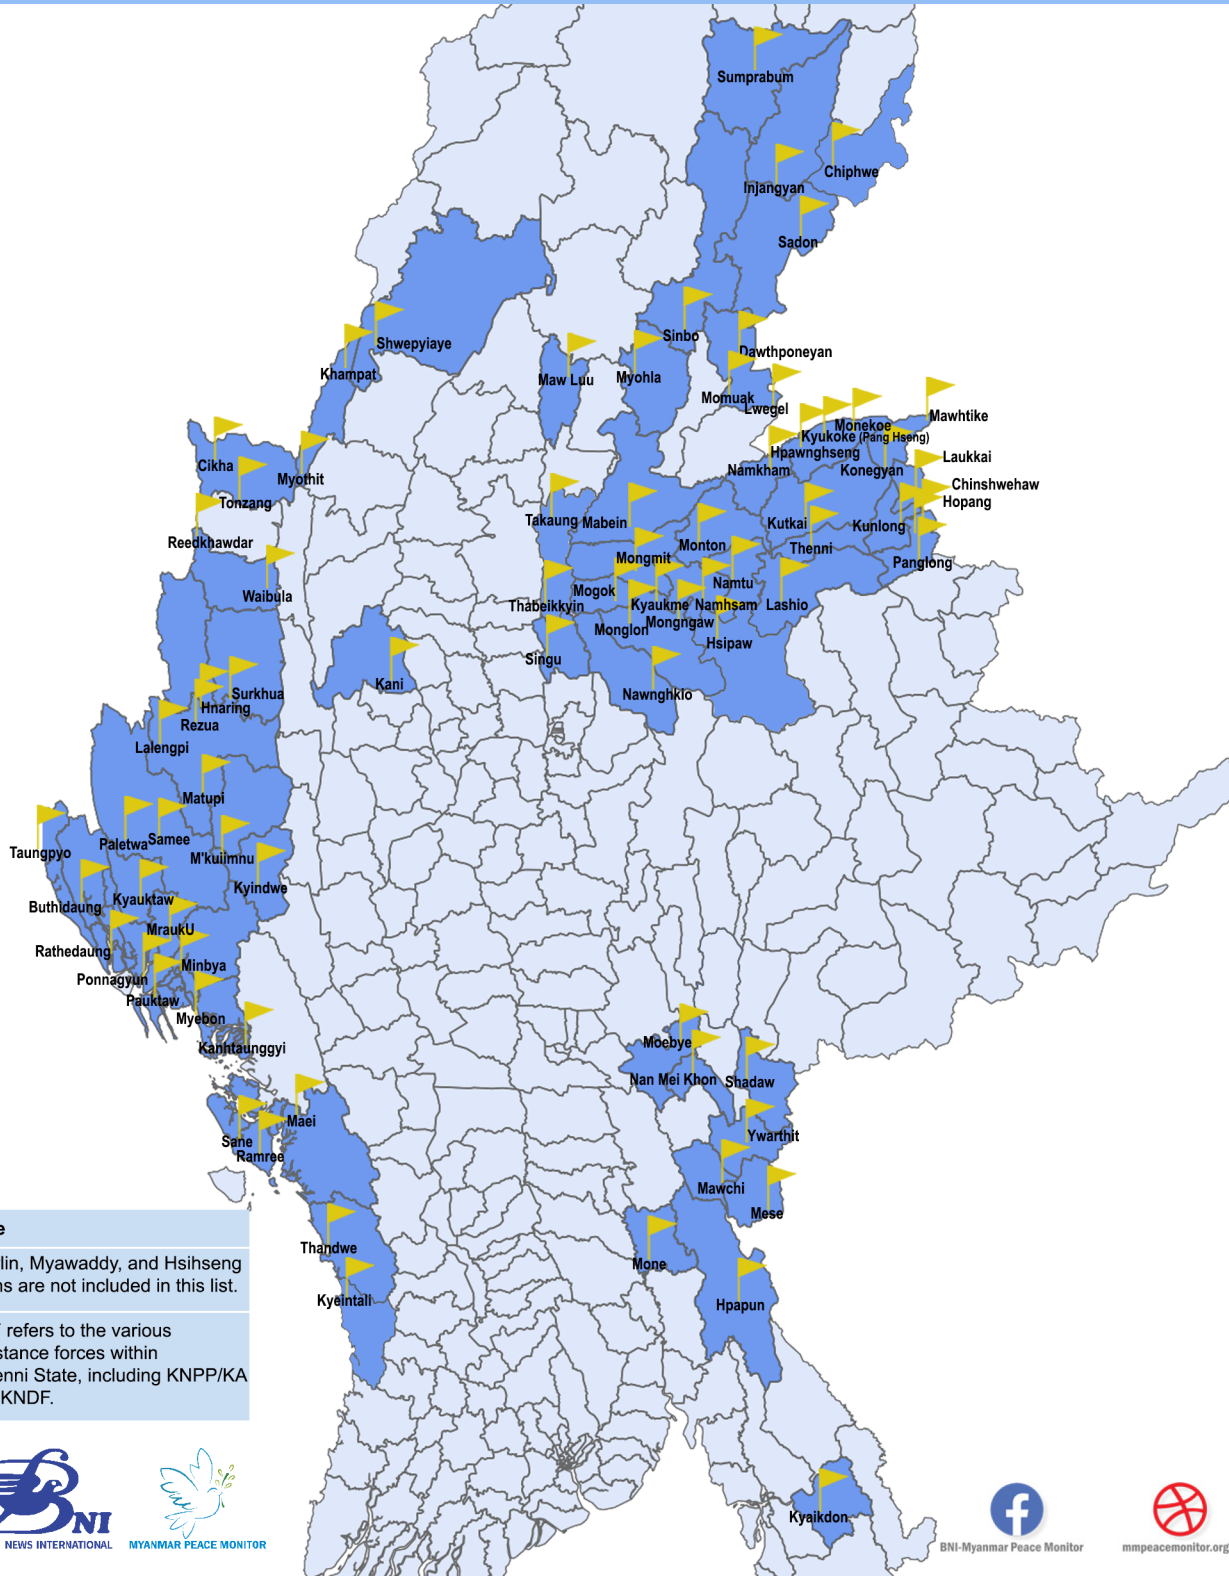 Sumprabum
Chiphwe
Injangyan
Sadon
Sinbo
Shwepyiaye
Dawthponeyan
Khampat
Maw Luu
Myohla
Momuak
Lwegel
Mawhtike
Monekoe
Kyukoke (Pang Hseng)
Hpawnghseng
Laukkai
Cikha
Namkham
Konegyan
Myothit
Chinshwehaw
Tonzang
Hopang
Takaung
Mabein
Kutkai
Kunlong
Reedkhawdar
Monton
Thenni
Mongmit
Panglong
Namtu
Mogok
Waibula
Thabeikkyin
Kyaukme
Namhsam
Lashio
Mongngaw
Monglon
Hsipaw
Singu
Kani
Nawnghkio
Surkhua
Hnaring
Rezua
Lalengpi
Matupi
Samee
Paletwa
Taungpyo
M'kuiimnu
Kyindwe
Kyauktaw
Buthidaung
MraukU
Rathedaung
Minbya
Ponnagyun
Pauktaw
Myebon
Moebye
Kanhtaunggyi
Nan Mei Khon
Shadaw
Maei
Ywarthit
Sane
Ramree
Mawchi
Mese
e
Thandwe
lin, Myawaddy, and Hsihseng
Mone
ns are not included in this list.
Kyeintali
Hpapun
refers to the various
stance forces within
enni State, including KNPP/KA
KNDF.
Kyaikdon
BNI
NEWS INTERNATIONAL
MYANMAR PEACE MONITOR
BNI-Myanmar Peace Monitor
mmpeacemonitor.org